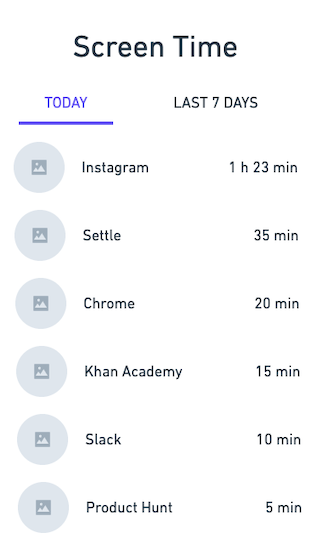 Screen Time
TODAY LAST 7 DAYS
Instagram 1 h 23 min
Settle 35 min
Chrome 20 min
Khan Academy 15 min
Slack 10 min
Product Hunt 5 min